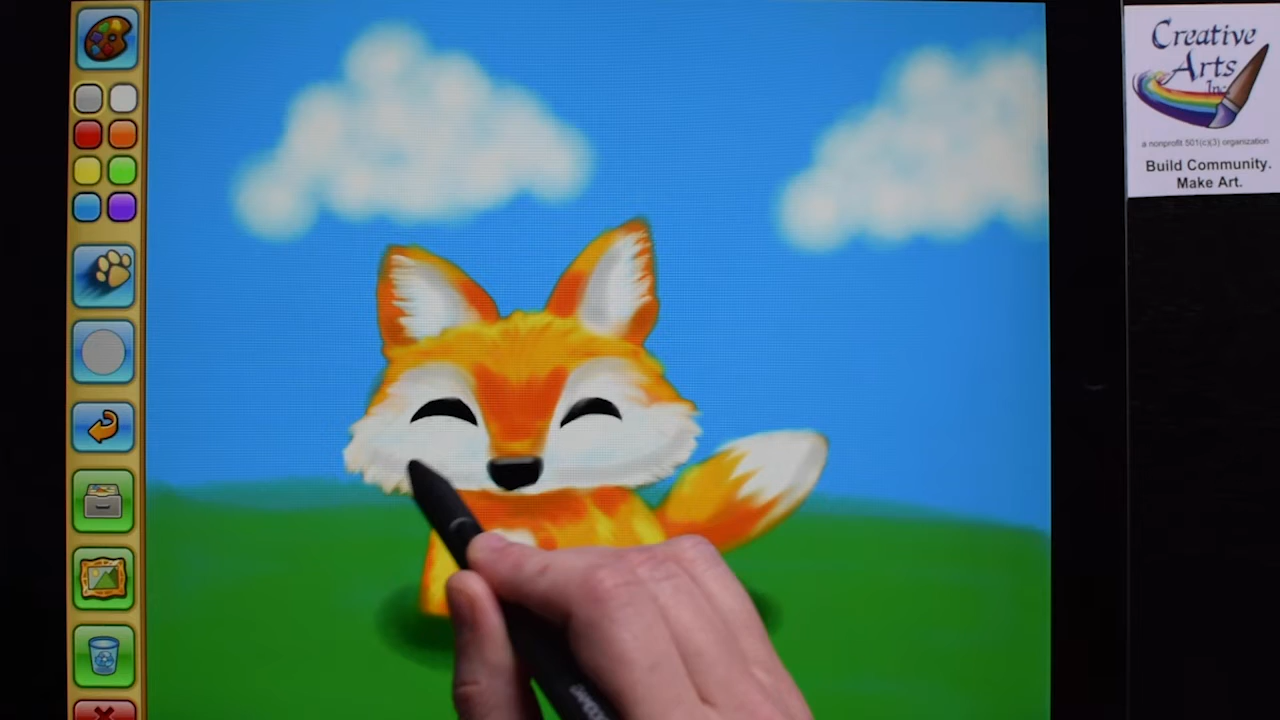 Creative
Arts
Inc
a nonprofit 501(c)(3) organization
Build Community.
Make Art.